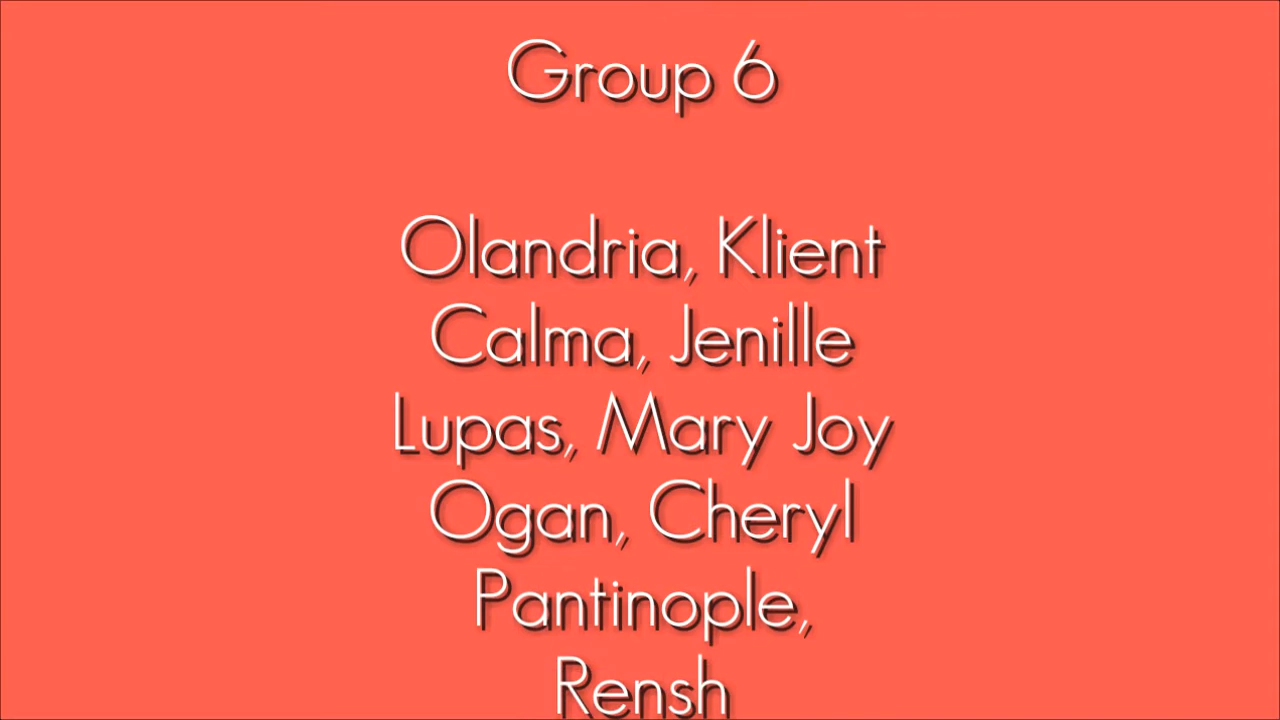 Group 6
Olandria, Klient
Calma, Jenille
Lupas, Mary Joy
Ogan, Cheryl
Pantinople,
Rensh